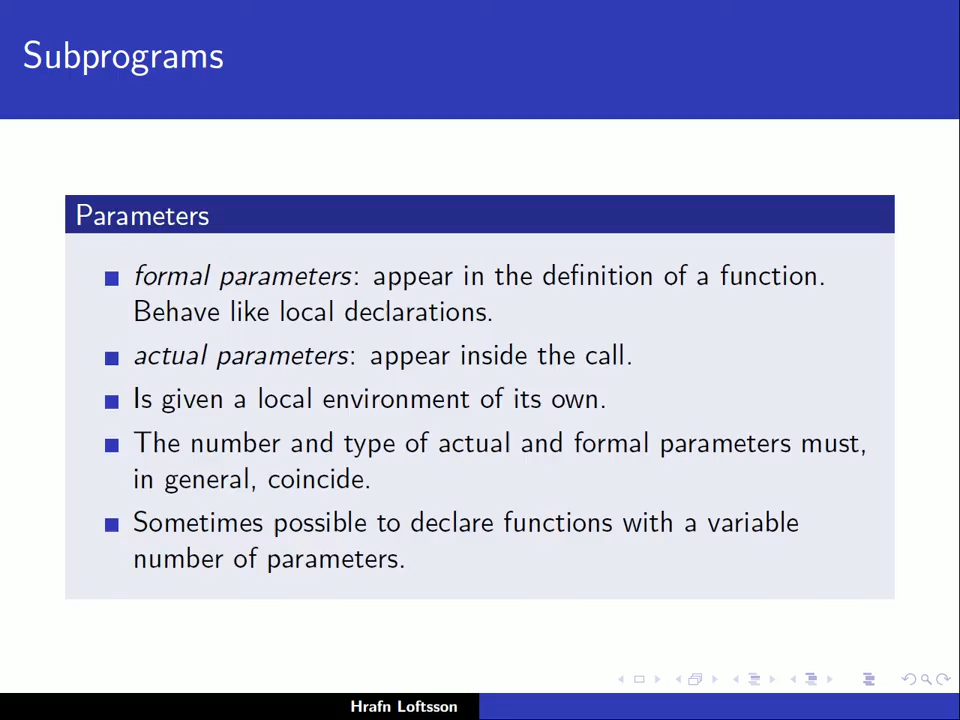 Subprograms
Parameters
formal parameters: appear in the definition of a function.
Behave like local declarations.
actual parameters: appear inside the call.
Is given a local environment of its own.
The number and type of actual and formal parameters must,
in general, coincide.
Sometimes possible to declare functions with a variable
number of parameters.
Hrafn Loftsson